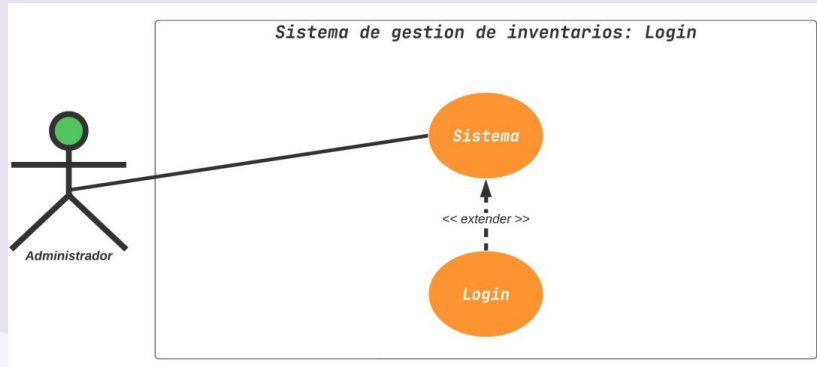 Sistema de gestion de inventarios: Login
Sistema
<< extender >>
Administrador
Login